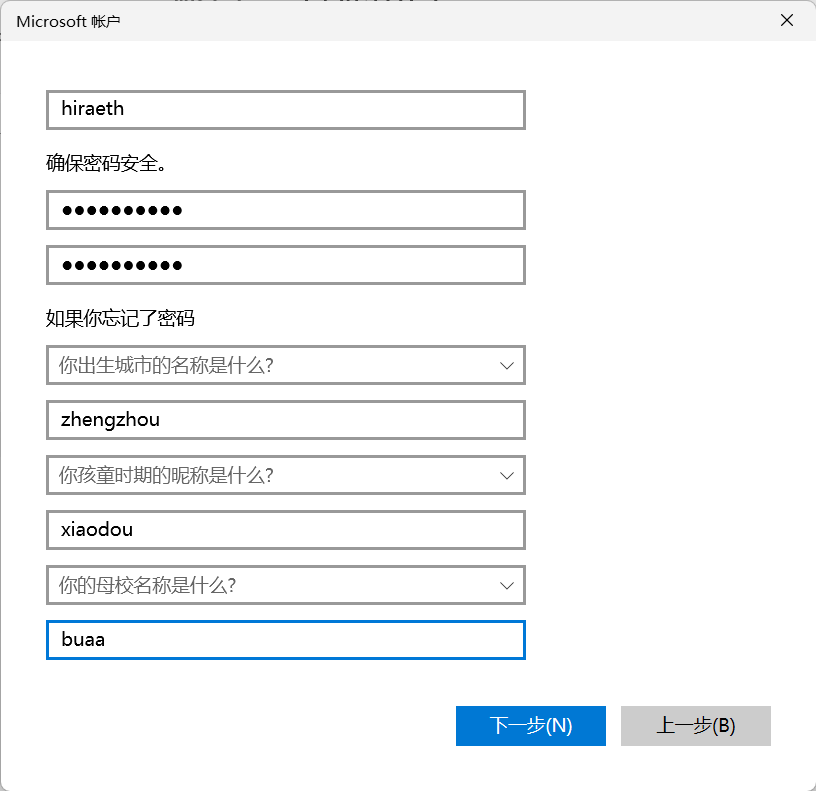 Microsoft 帐户
hiraeth
确保密码安全。
●●●●●●●●●●
●●●●●●●●●●
如果你忘记了密码
你出生城市的名称是什么?
zhengzhou
你孩童时期的昵称是什么?
xiaodou
你的母校名称是什么?
buaa
下一步(N) 上一步(B)